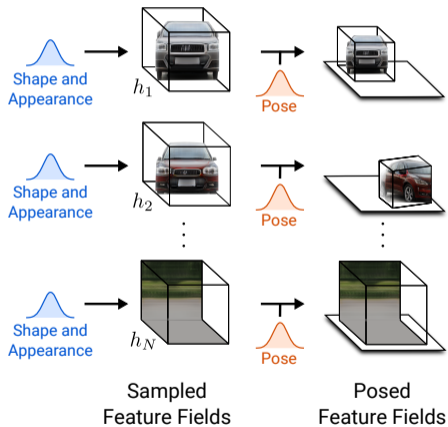 Shape and
Appearance
h₁
Pose
Shape and
Appearance
h₂
Pose
Shape and
Appearance
h_N
Pose
Sampled
Feature Fields
Posed
Feature Fields